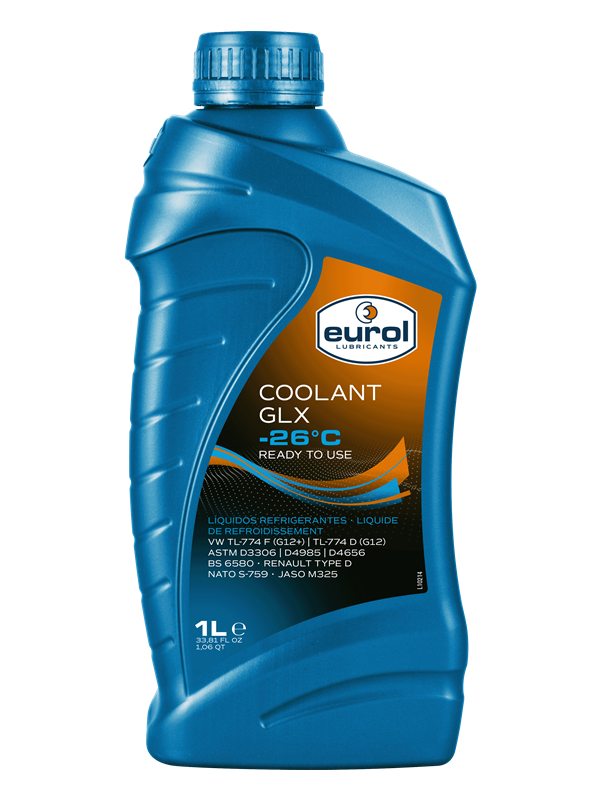 eurol
LUBRICANTS
COOLANT
GLX
-26°C
READY TO USE
LÍQUIDOS REFRIGERANTES · LIQUIDE
DE REFROIDISSEMENT
VW TL-774 F (G12+) | TL-774 D (G12)
ASTM D3306 | D4985 | D4656
BS 6580 · RENAULT TYPE D
NATO S-759 · JASO M325
L10214
1L ℮
33,81 FL OZ
1,06 QT